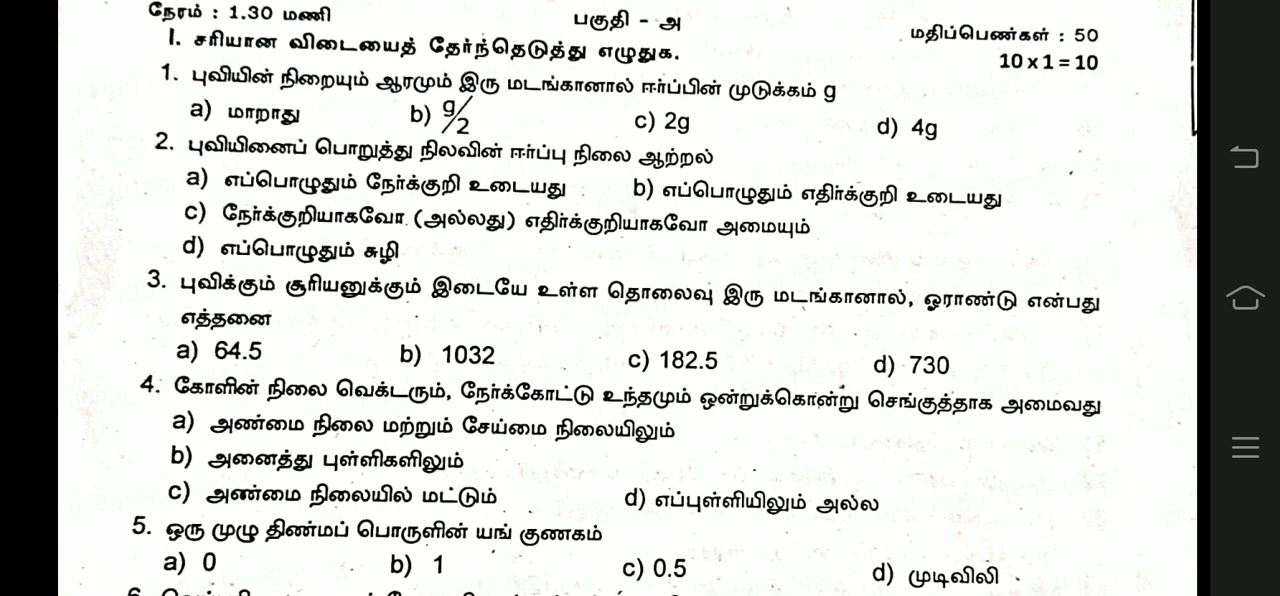 நேரம் : 1.30 மணி
பகுதி - அ
மதிப்பெண்கள் : 50
I. சரியான விடையைத் தேர்ந்தெடுத்து எழுதுக.
10 x 1 = 10
1. புவியின் நிறையும் ஆரமும் இரு மடங்கானால் ஈர்ப்பின் முடுக்கம் g
a) மாறாது b) g/2 c) 2g d) 4g
2. புவியினைப் பொறுத்து நிலவின் ஈர்ப்பு நிலை ஆற்றல்
a) எப்பொழுதும் நேர்க்குறி உடையது b) எப்பொழுதும் எதிர்க்குறி உடையது
c) நேர்க்குறியாகவோ (அல்லது) எதிர்க்குறியாகவோ அமையும்
d) எப்பொழுதும் சுழி
3. புவிக்கும் சூரியனுக்கும் இடையே உள்ள தொலைவு இரு மடங்கானால், ஓராண்டு என்பது
எத்தனை
a) 64.5 b) 1032 c) 182.5 d) 730
4. கோளின் நிலை வெக்டரும், நேர்க்கோட்டு உந்தமும் ஒன்றுக்கொன்று செங்குத்தாக அமைவது
a) அண்மை நிலை மற்றும் சேய்மை நிலையிலும்
b) அனைத்து புள்ளிகளிலும்
c) அண்மை நிலையில் மட்டும் d) எப்புள்ளியிலும் அல்ல
5. ஒரு முழு திண்மப் பொருளின் யங் குணகம்
a) 0 b) 1 c) 0.5 d) முடிவிலி